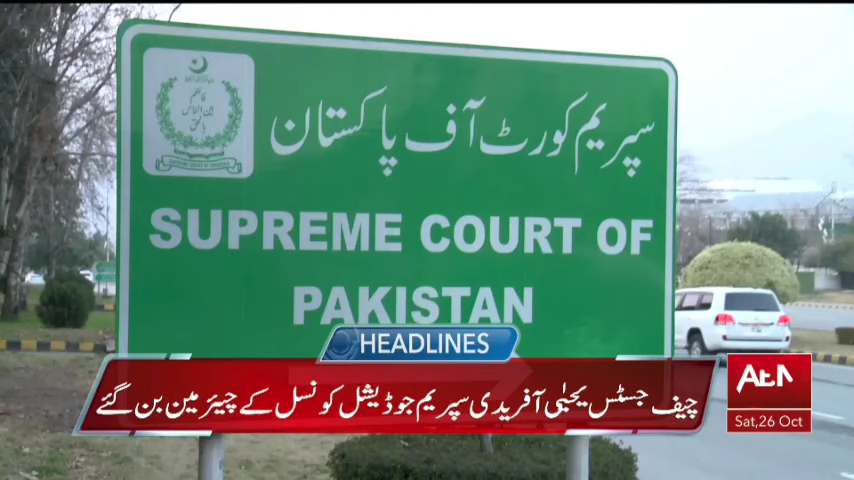 سپریم کورٹ آف پاکستان
SUPREME COURT OF
PAKISTAN
HEADLINES
چیف جسٹس یحییٰ آفریدی سپریم جوڈیشل کونسل کے چیئرمین بن گئے
Sat,26 Oct